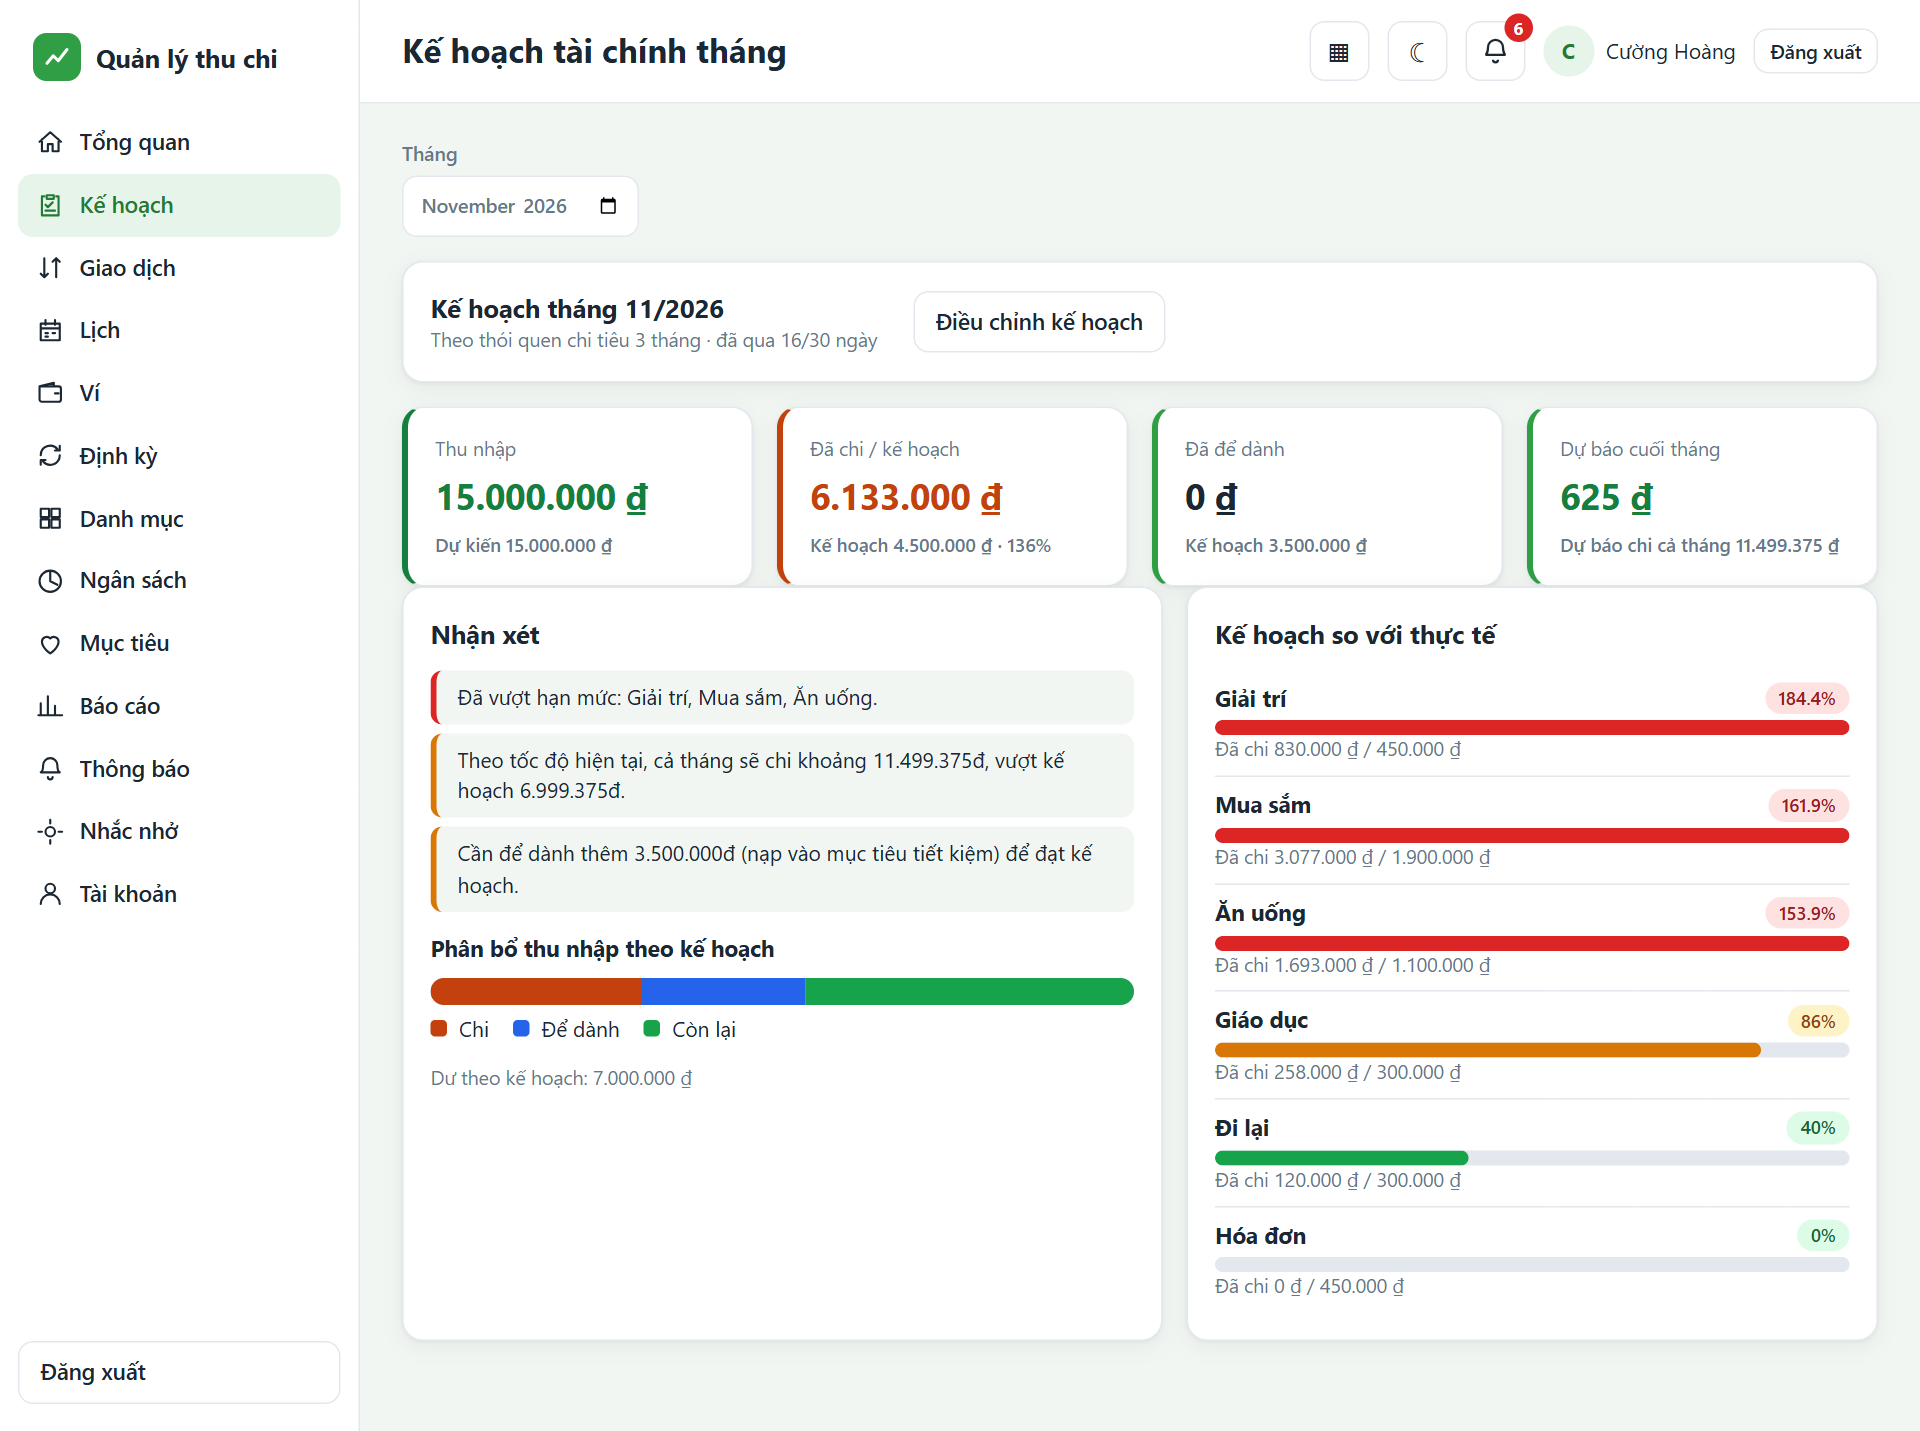 Quản lý thu chi
Tổng quan
Kế hoạch
Giao dịch
Lịch
Ví
Định kỳ
Danh mục
Ngân sách
Mục tiêu
Báo cáo
Thông báo
Nhắc nhở
Tài khoản
Đăng xuất
Kế hoạch tài chính tháng
6
C
Cường Hoàng
Đăng xuất
Tháng
November 2026
Kế hoạch tháng 11/2026
Theo thói quen chi tiêu 3 tháng · đã qua 16/30 ngày
Điều chỉnh kế hoạch
Thu nhập
15.000.000 ₫
Dự kiến 15.000.000 ₫
Đã chi / kế hoạch
6.133.000 ₫
Kế hoạch 4.500.000 ₫ · 136%
Đã để dành
0 ₫
Kế hoạch 3.500.000 ₫
Dự báo cuối tháng
625 ₫
Dự báo chi cả tháng 11.499.375 ₫
Nhận xét
Đã vượt hạn mức: Giải trí, Mua sắm, Ăn uống.
Theo tốc độ hiện tại, cả tháng sẽ chi khoảng 11.499.375đ, vượt kế
hoạch 6.999.375đ.
Cần để dành thêm 3.500.000đ (nạp vào mục tiêu tiết kiệm) để đạt kế
hoạch.
Phân bổ thu nhập theo kế hoạch
Chi
Để dành
Còn lại
Dư theo kế hoạch: 7.000.000 ₫
Kế hoạch so với thực tế
Giải trí
184.4%
Đã chi 830.000 ₫ / 450.000 ₫
Mua sắm
161.9%
Đã chi 3.077.000 ₫ / 1.900.000 ₫
Ăn uống
153.9%
Đã chi 1.693.000 ₫ / 1.100.000 ₫
Giáo dục
86%
Đã chi 258.000 ₫ / 300.000 ₫
Đi lại
40%
Đã chi 120.000 ₫ / 300.000 ₫
Hóa đơn
0%
Đã chi 0 ₫ / 450.000 ₫